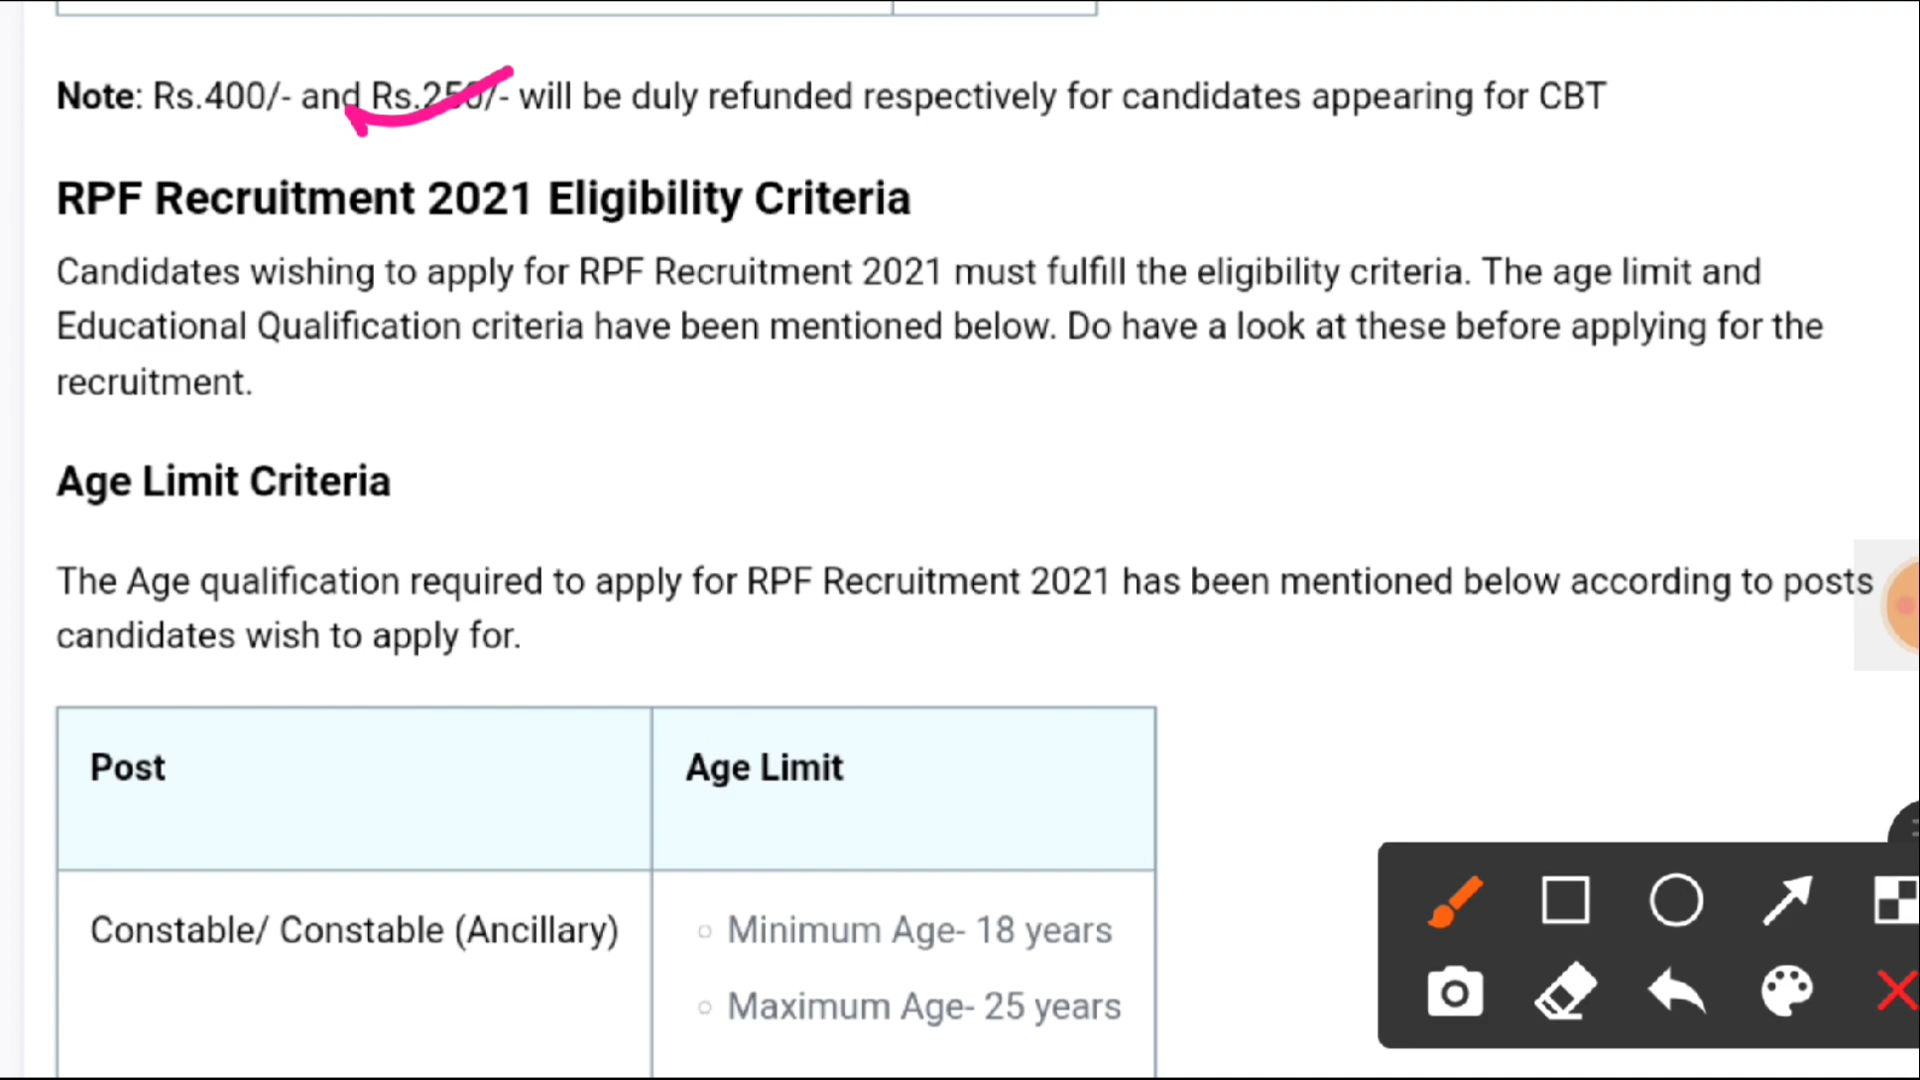 Note: Rs.400/- and Rs.250/- will be duly refunded respectively for candidates appearing for CBT
RPF Recruitment 2021 Eligibility Criteria
Candidates wishing to apply for RPF Recruitment 2021 must fulfill the eligibility criteria. The age limit and
Educational Qualification criteria have been mentioned below. Do have a look at these before applying for the
recruitment.
Age Limit Criteria
The Age qualification required to apply for RPF Recruitment 2021 has been mentioned below according to posts
candidates wish to apply for.
Post
Age Limit
Constable/ Constable (Ancillary)
Minimum Age- 18 years
Maximum Age- 25 years